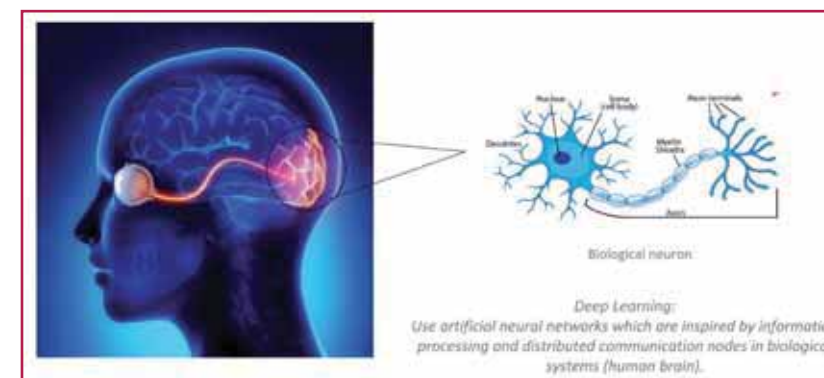 Nucleus
Soma
(cell body)
Axon terminals
Dendrites
Myelin
Sheaths
Axon
Biological neuron
Deep Learning:
Use artificial neural networks which are inspired by informatio
processing and distributed communication nodes in biologica
systems (human brain).